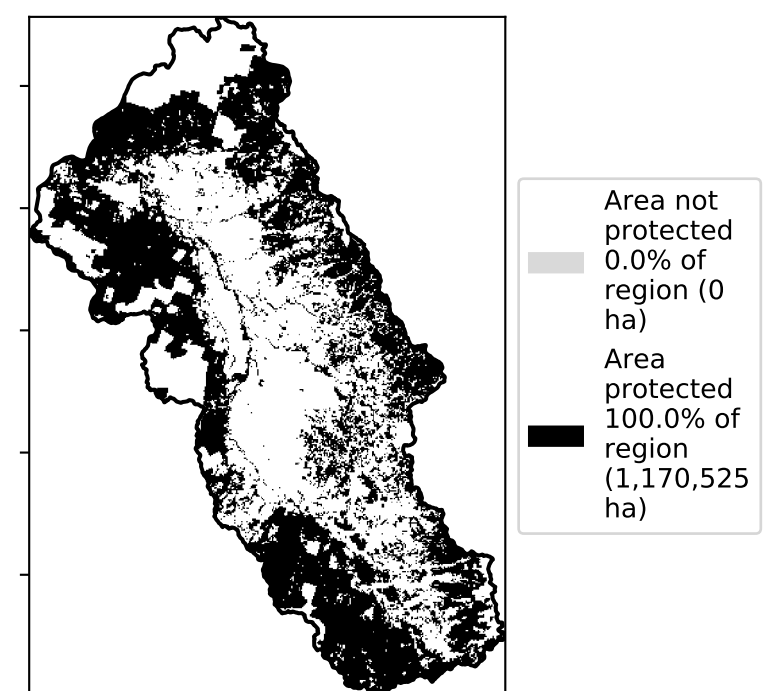 Area not
protected
0.0% of
region (0
ha)
Area
protected
100.0% of
region
(1,170,525
ha)